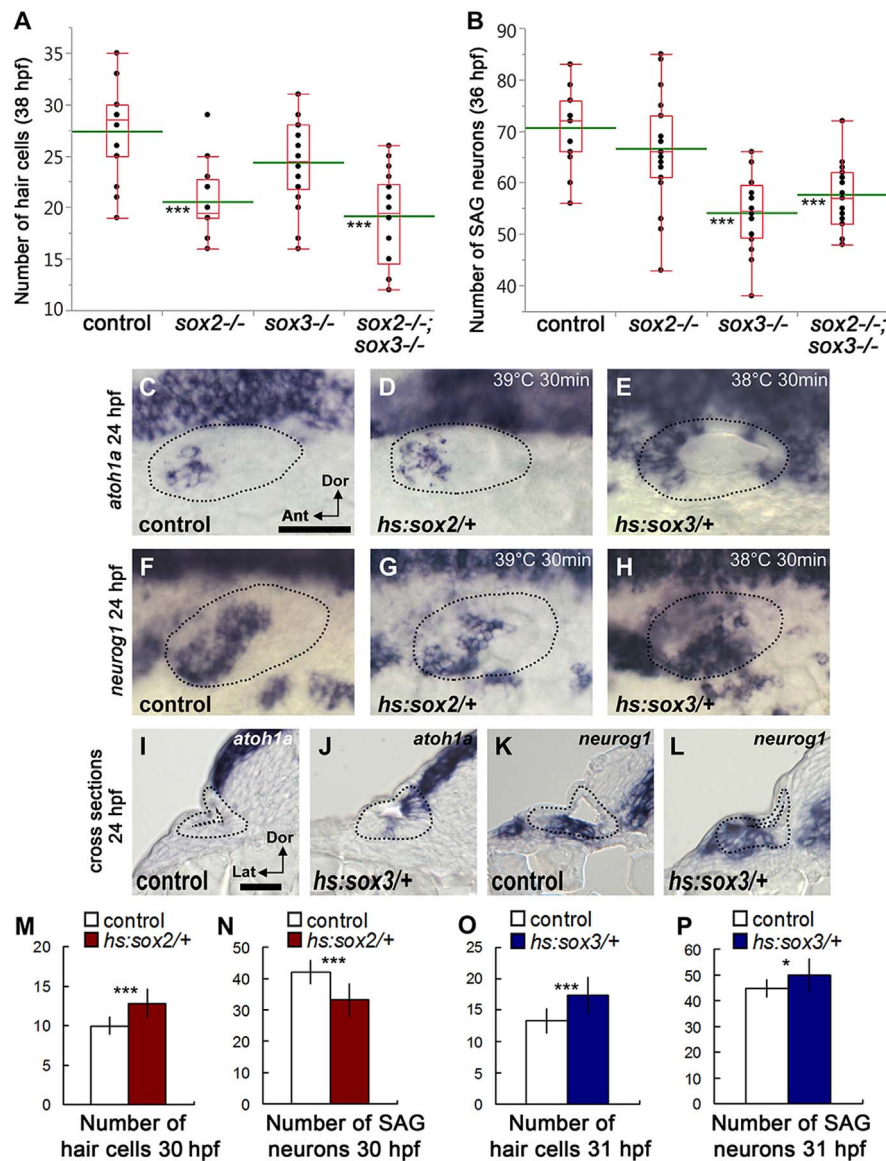 A
Number of hair cells (38 hpf)
35
30
25
20
15
10
***
***
control
sox2-/-
sox3-/-
sox2-/-;
sox3-/-
B
Number of SAG neurons (36 hpf)
90
80
70
60
50
40
***
***
control
sox2-/-
sox3-/-
sox2-/-;
sox3-/-
atoh1a 24 hpf
C
Dor
Ant
control
D
39°C 30min
hs:sox2/+
E
38°C 30min
hs:sox3/+
neurog1 24 hpf
F
control
G
39°C 30min
hs:sox2/+
H
38°C 30min
hs:sox3/+
cross sections
24 hpf
I
atoh1a
Dor
Lat
control
J
atoh1a
hs:sox3/+
K
neurog1
control
L
neurog1
hs:sox3/+
M
control
hs:sox2/+
20
15
10
5
0
***
Number of
hair cells 30 hpf
N
control
hs:sox2/+
50
40
30
20
10
0
***
Number of SAG
neurons 30 hpf
O
control
hs:sox3/+
25
20
15
10
5
0
***
Number of
hair cells 31 hpf
P
control
hs:sox3/+
60
50
40
30
20
10
0
*
Number of SAG
neurons 31 hpf